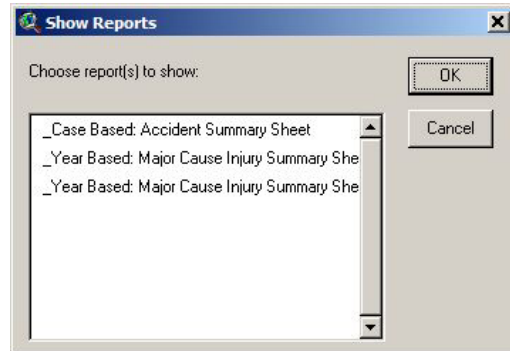 Show Reports
Choose report(s) to show:
OK
Cancel
_Case Based: Accident Summary Sheet
_Year Based: Major Cause Injury Summary She
_Year Based: Major Cause Injury Summary She